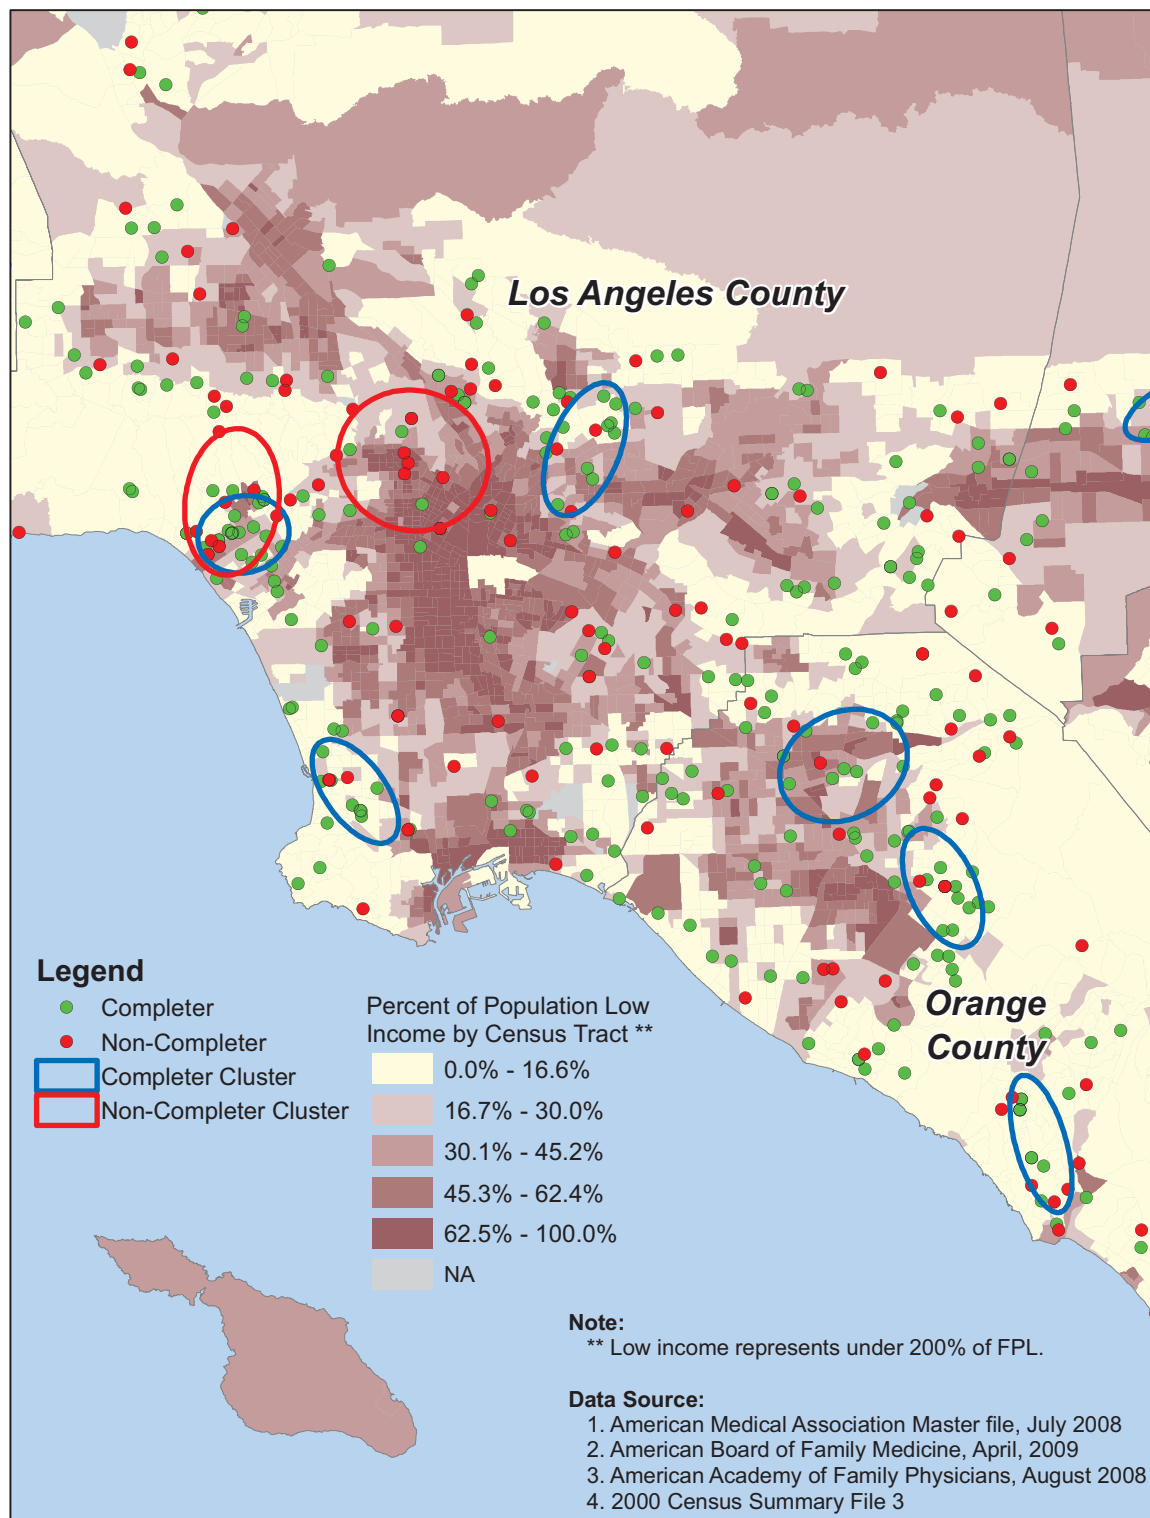 Los Angeles County
Orange
County
Legend
Completer
Non-Completer
Completer Cluster
Non-Completer Cluster
Percent of Population Low
Income by Census Tract **
0.0% - 16.6%
16.7% - 30.0%
30.1% - 45.2%
45.3% - 62.4%
62.5% - 100.0%
NA
Note:
** Low income represents under 200% of FPL.
Data Source:
1. American Medical Association Master file, July 2008
2. American Board of Family Medicine, April, 2009
3. American Academy of Family Physicians, August 2008
4. 2000 Census Summary File 3